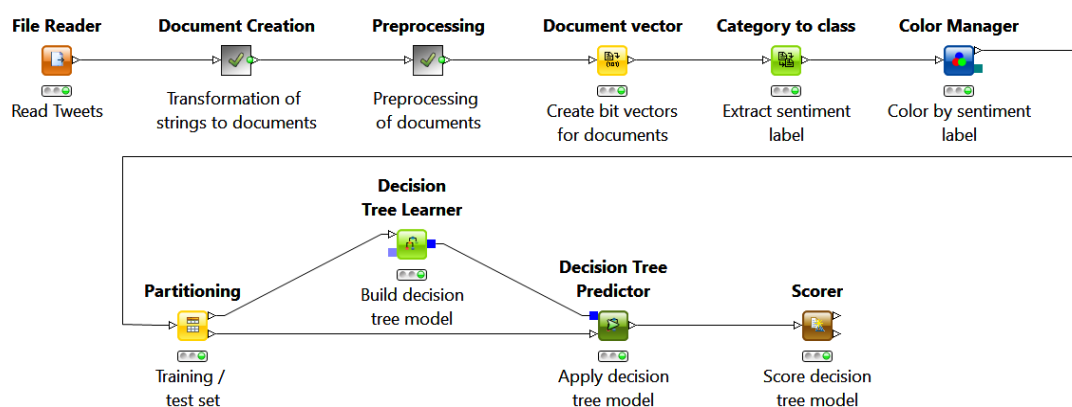 File Reader
Document Creation
Preprocessing
Document vector
Category to class
Color Manager
Read Tweets
Transformation of
strings to documents
Preprocessing
of documents
Create bit vectors
for documents
Extract sentiment
label
Color by sentiment
label
Decision
Tree Learner
Build decision
tree model
Partitioning
Training /
test set
Decision Tree
Predictor
Apply decision
tree model
Scorer
Score decision
tree model